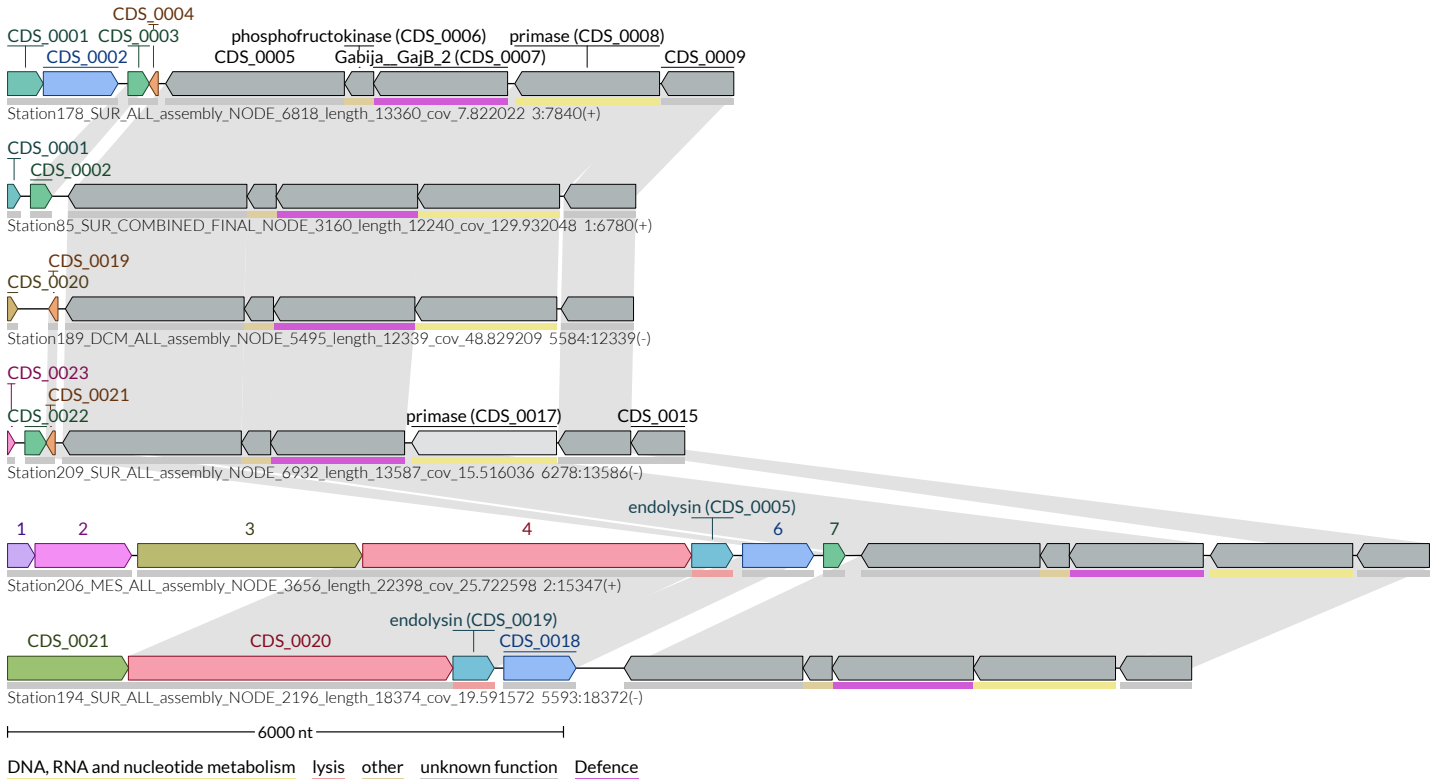 CDS_0004
CDS_0001 CDS_0003 phosphofructokinase (CDS_0006) primase (CDS_0008)
CDS_0002 CDS_0005 Gabija__GajB_2 (CDS_0007) CDS_0009
Station178_SUR_ALL_assembly_NODE_6818_length_13360_cov_7.822022 3:7840(+)
CDS_0001
CDS_0002
Station85_SUR_COMBINED_FINAL_NODE_3160_length_12240_cov_129.932048 1:6780(+)
CDS_0019
CDS_0020
Station189_DCM_ALL_assembly_NODE_5495_length_12339_cov_48.829209 5584:12339(-)
CDS_0023
CDS_0021
CDS_0022 primase (CDS_0017) CDS_0015
Station209_SUR_ALL_assembly_NODE_6932_length_13587_cov_15.516036 6278:13586(-)
endolysin (CDS_0005)
1 2 3 4 6 7
Station206_MES_ALL_assembly_NODE_3656_length_22398_cov_25.722598 2:15347(+)
endolysin (CDS_0019)
CDS_0021 CDS_0020 CDS_0018
Station194_SUR_ALL_assembly_NODE_2196_length_18374_cov_19.591572 5593:18372(-)
6000 nt
DNA, RNA and nucleotide metabolism lysis other unknown function Defence